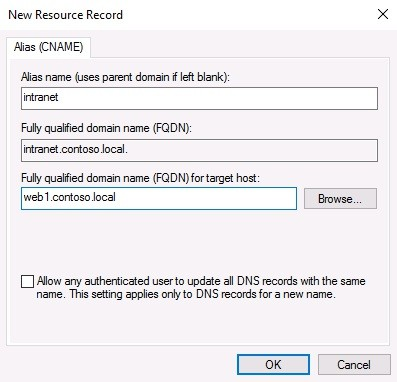 New Resource Record
Alias (CNAME)
Alias name (uses parent domain if left blank):
intranet
Fully qualified domain name (FQDN):
intranet.contoso.local.
Fully qualified domain name (FQDN) for target host:
web1.contoso.local
Browse...
Allow any authenticated user to update all DNS records with the same
name. This setting applies only to DNS records for a new name.
OK
Cancel